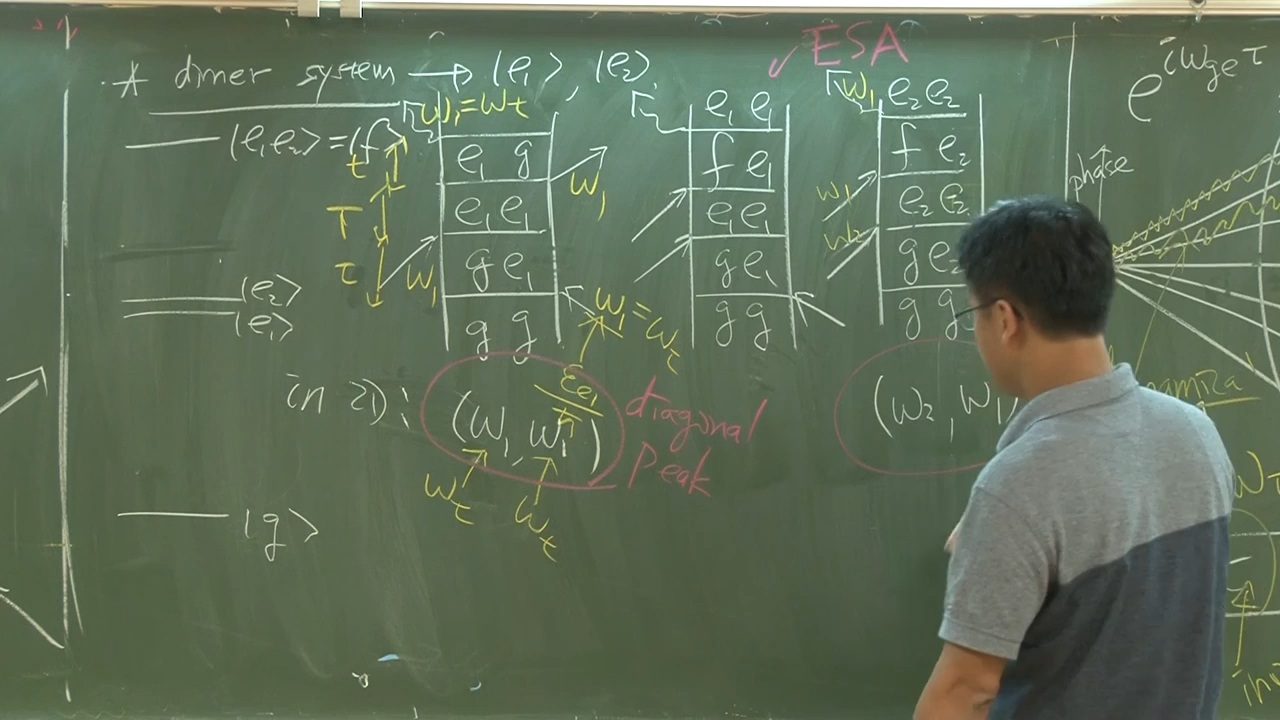 A dimer system → |e₁>, |e₂>
|e₁e₂> = |f>
|e₂>
|e₁>
|g>
t
T
τ
ω₁ = ωt
e₁ g
e₁ e₁
g e₁
g g
ω₁
ω₁
ω₁ = ωτ
εe₁/ħ
✓ ESA
e₁ e₁
f e₁
e₁ e₁
g e₁
g g
ω₁
e₂ e₂
f e₂
e₂ e₂
g e₂
g g
ω₁
ω₂
in 2D: (ω₁, ω₁)
ωτ
ωt
diagonal
Peak
(ω₂, ω₁)
e^{iωgeτ}
phase